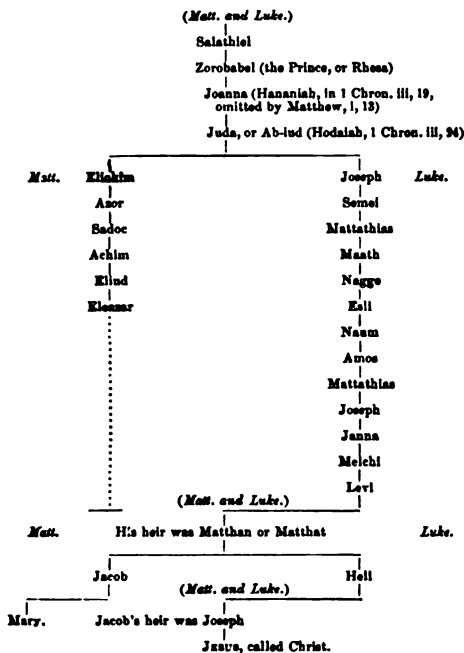 (Matt. and Luke.)
Salathiel
Zorobabel (the Prince, or Rhesa)
Joanna (Hananiah, in 1 Chron. iii, 19,
omitted by Matthew, i, 13)
Juda, or Ab-iud (Hodaiah, 1 Chron. iii, 94)
Matt. Eliakim Joseph Luke.
Azor Semei
Sadoc Mattathias
Achim Maath
Eliud Nagge
Eleazar Esli
Naum
Amos
Mattathias
Joseph
Janna
Melchi
Levi
(Matt. and Luke.)
Matt. His heir was Matthan or Matthat Luke.
Jacob Heli
(Matt. and Luke.)
Mary. Jacob's heir was Joseph
JESUS, called Christ.